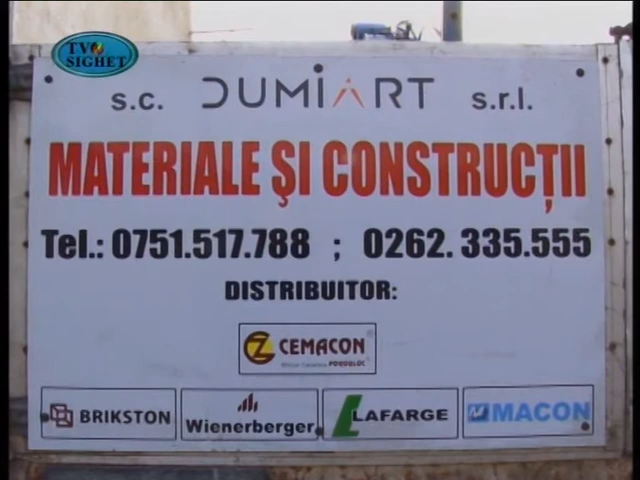 TV SIGHET
s.c. DUMIART s.r.l.
MATERIALE ŞI CONSTRUCŢII
Tel.: 0751.517.788 ; 0262. 335.555
DISTRIBUITOR:
CEMACON
POROBLOC
BRIKSTON Wienerberger LAFARGE MACON